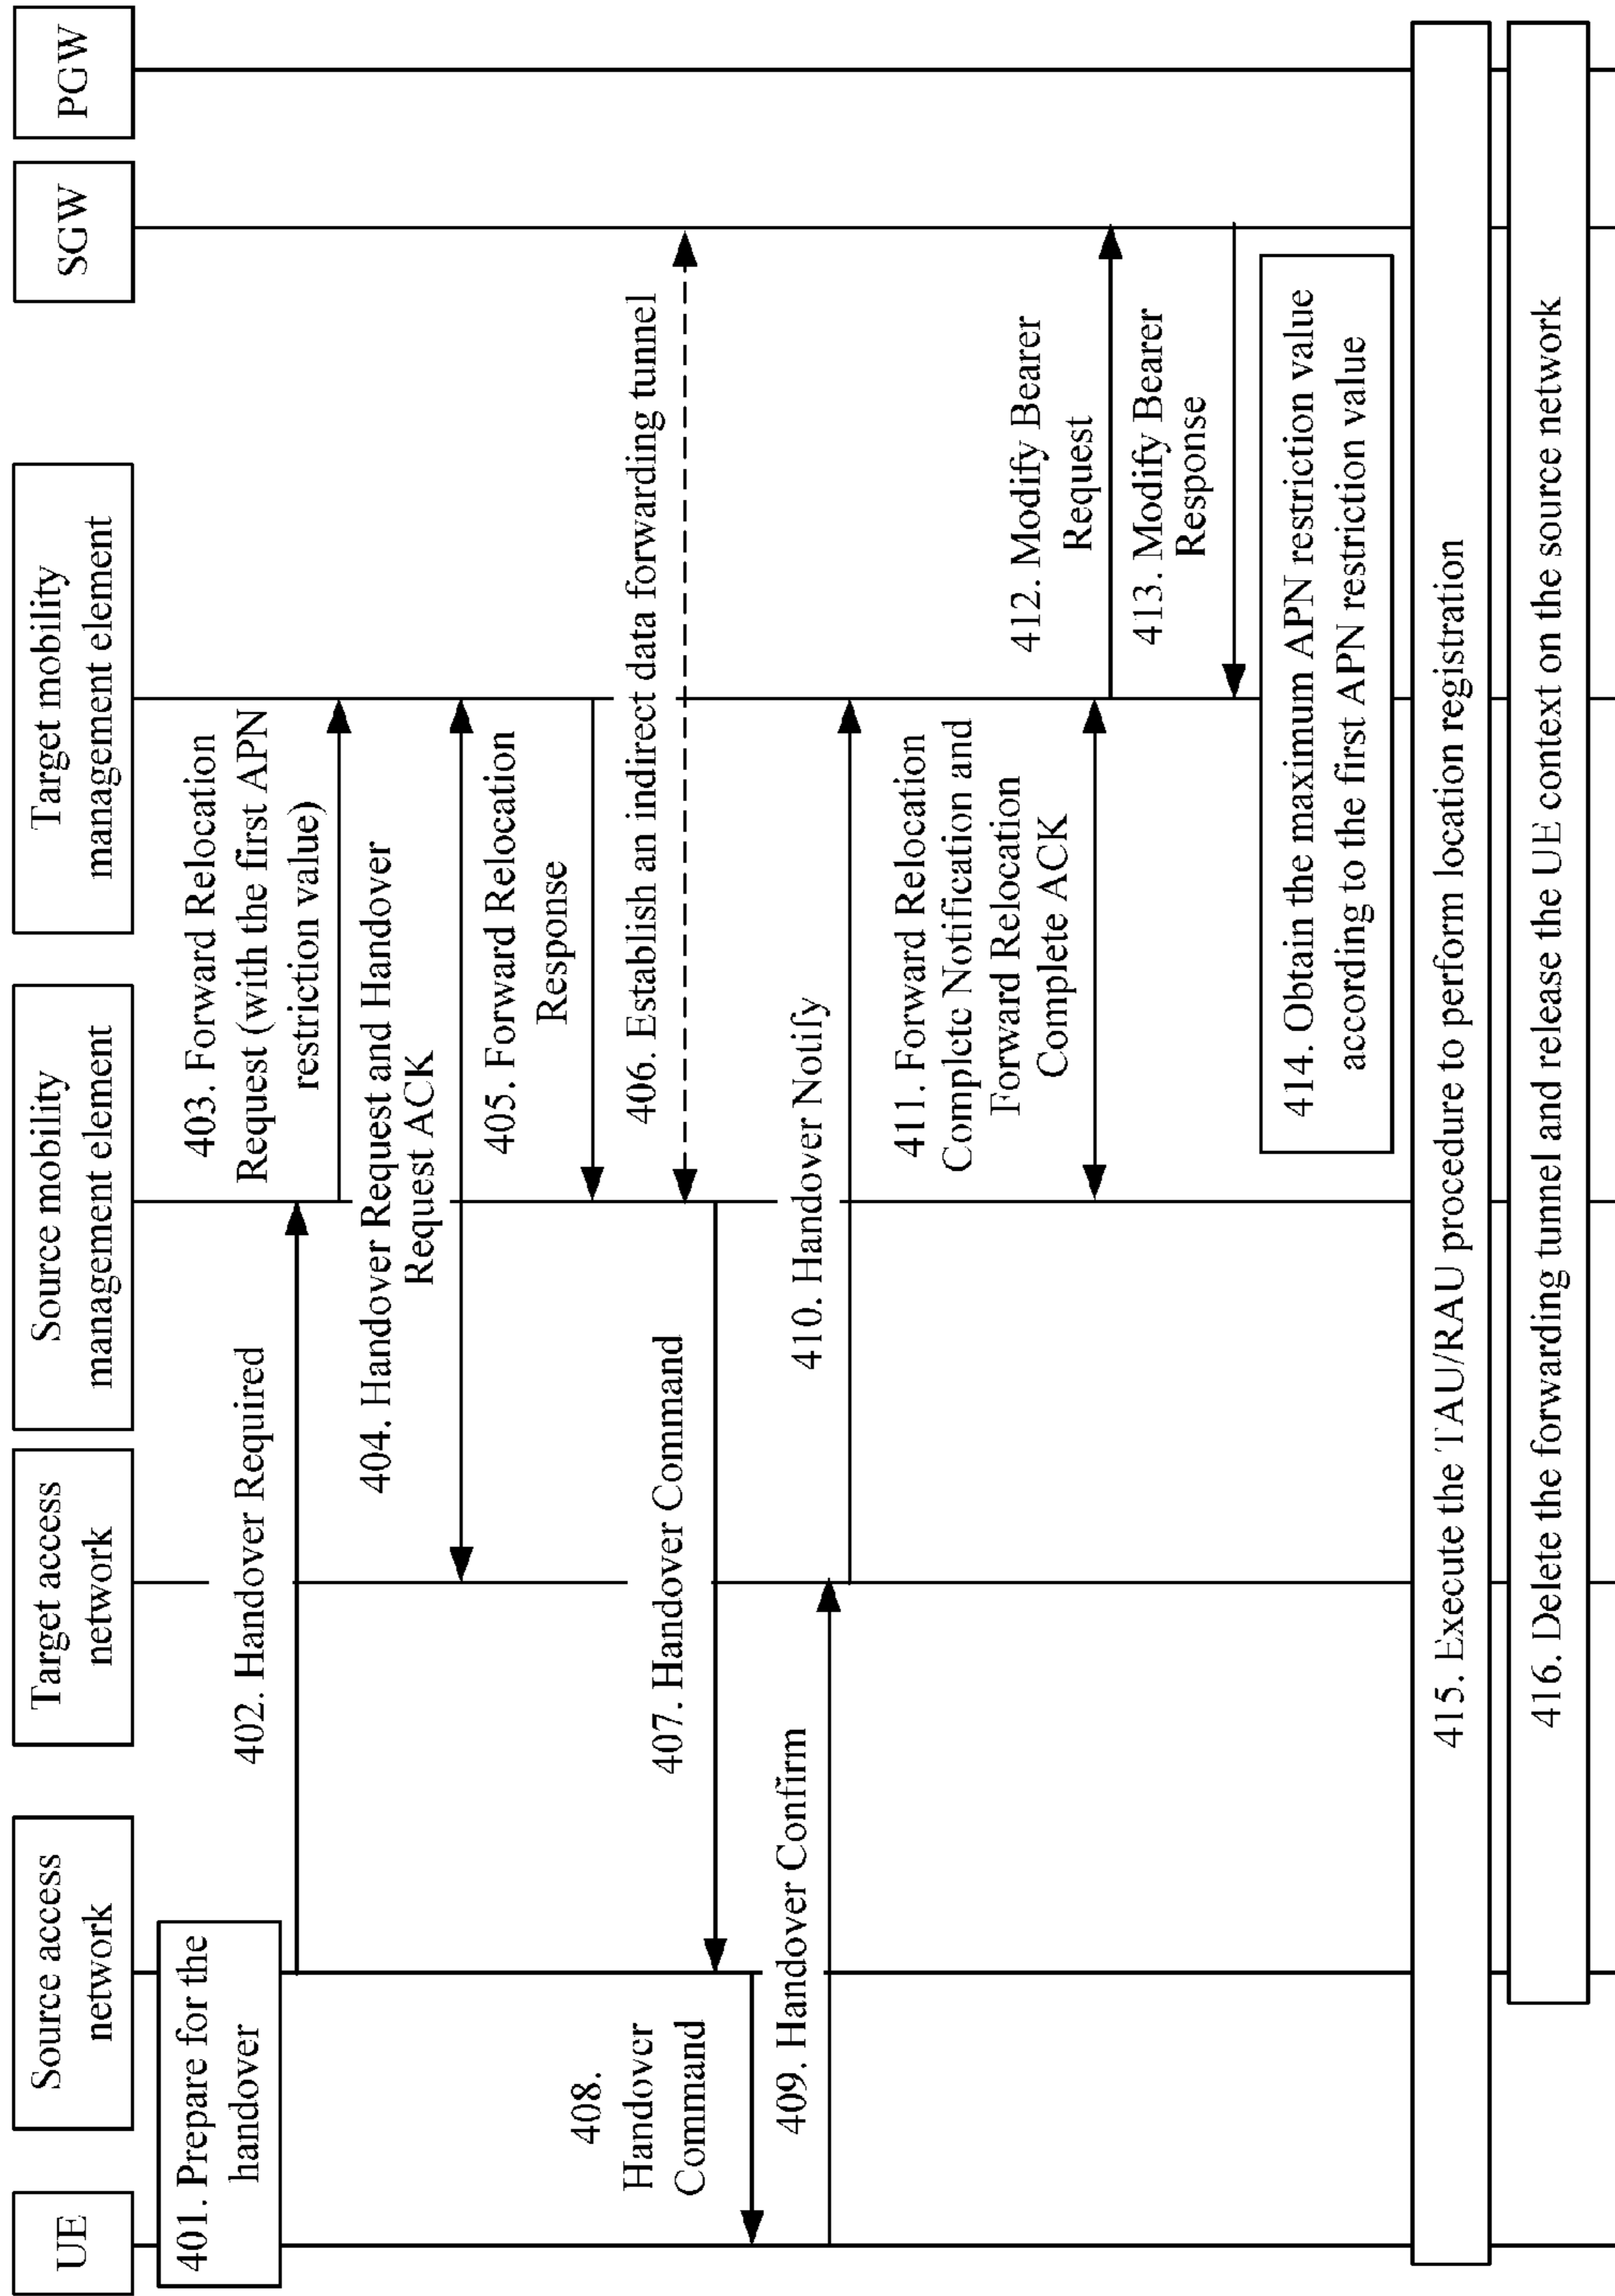 UE
Source access
network
Target access
network
Source mobility
management element
Target mobility
management element
SGW
PGW
401. Prepare for the
handover
402. Handover Required
403. Forward Relocation
Request (with the first APN
restriction value)
404. Handover Request and Handover
Request ACK
405. Forward Relocation
Response
406. Establish an indirect data forwarding tunnel
407. Handover Command
408.
Handover
Command
409. Handover Confirm
410. Handover Notify
411. Forward Relocation
Complete Notification and
Forward Relocation
Complete ACK
412. Modify Bearer
Request
413. Modify Bearer
Response
414. Obtain the maximum APN restriction value
according to the first APN restriction value
415. Execute the TAU/RAU procedure to perform location registration
416. Delete the forwarding tunnel and release the UE context on the source network